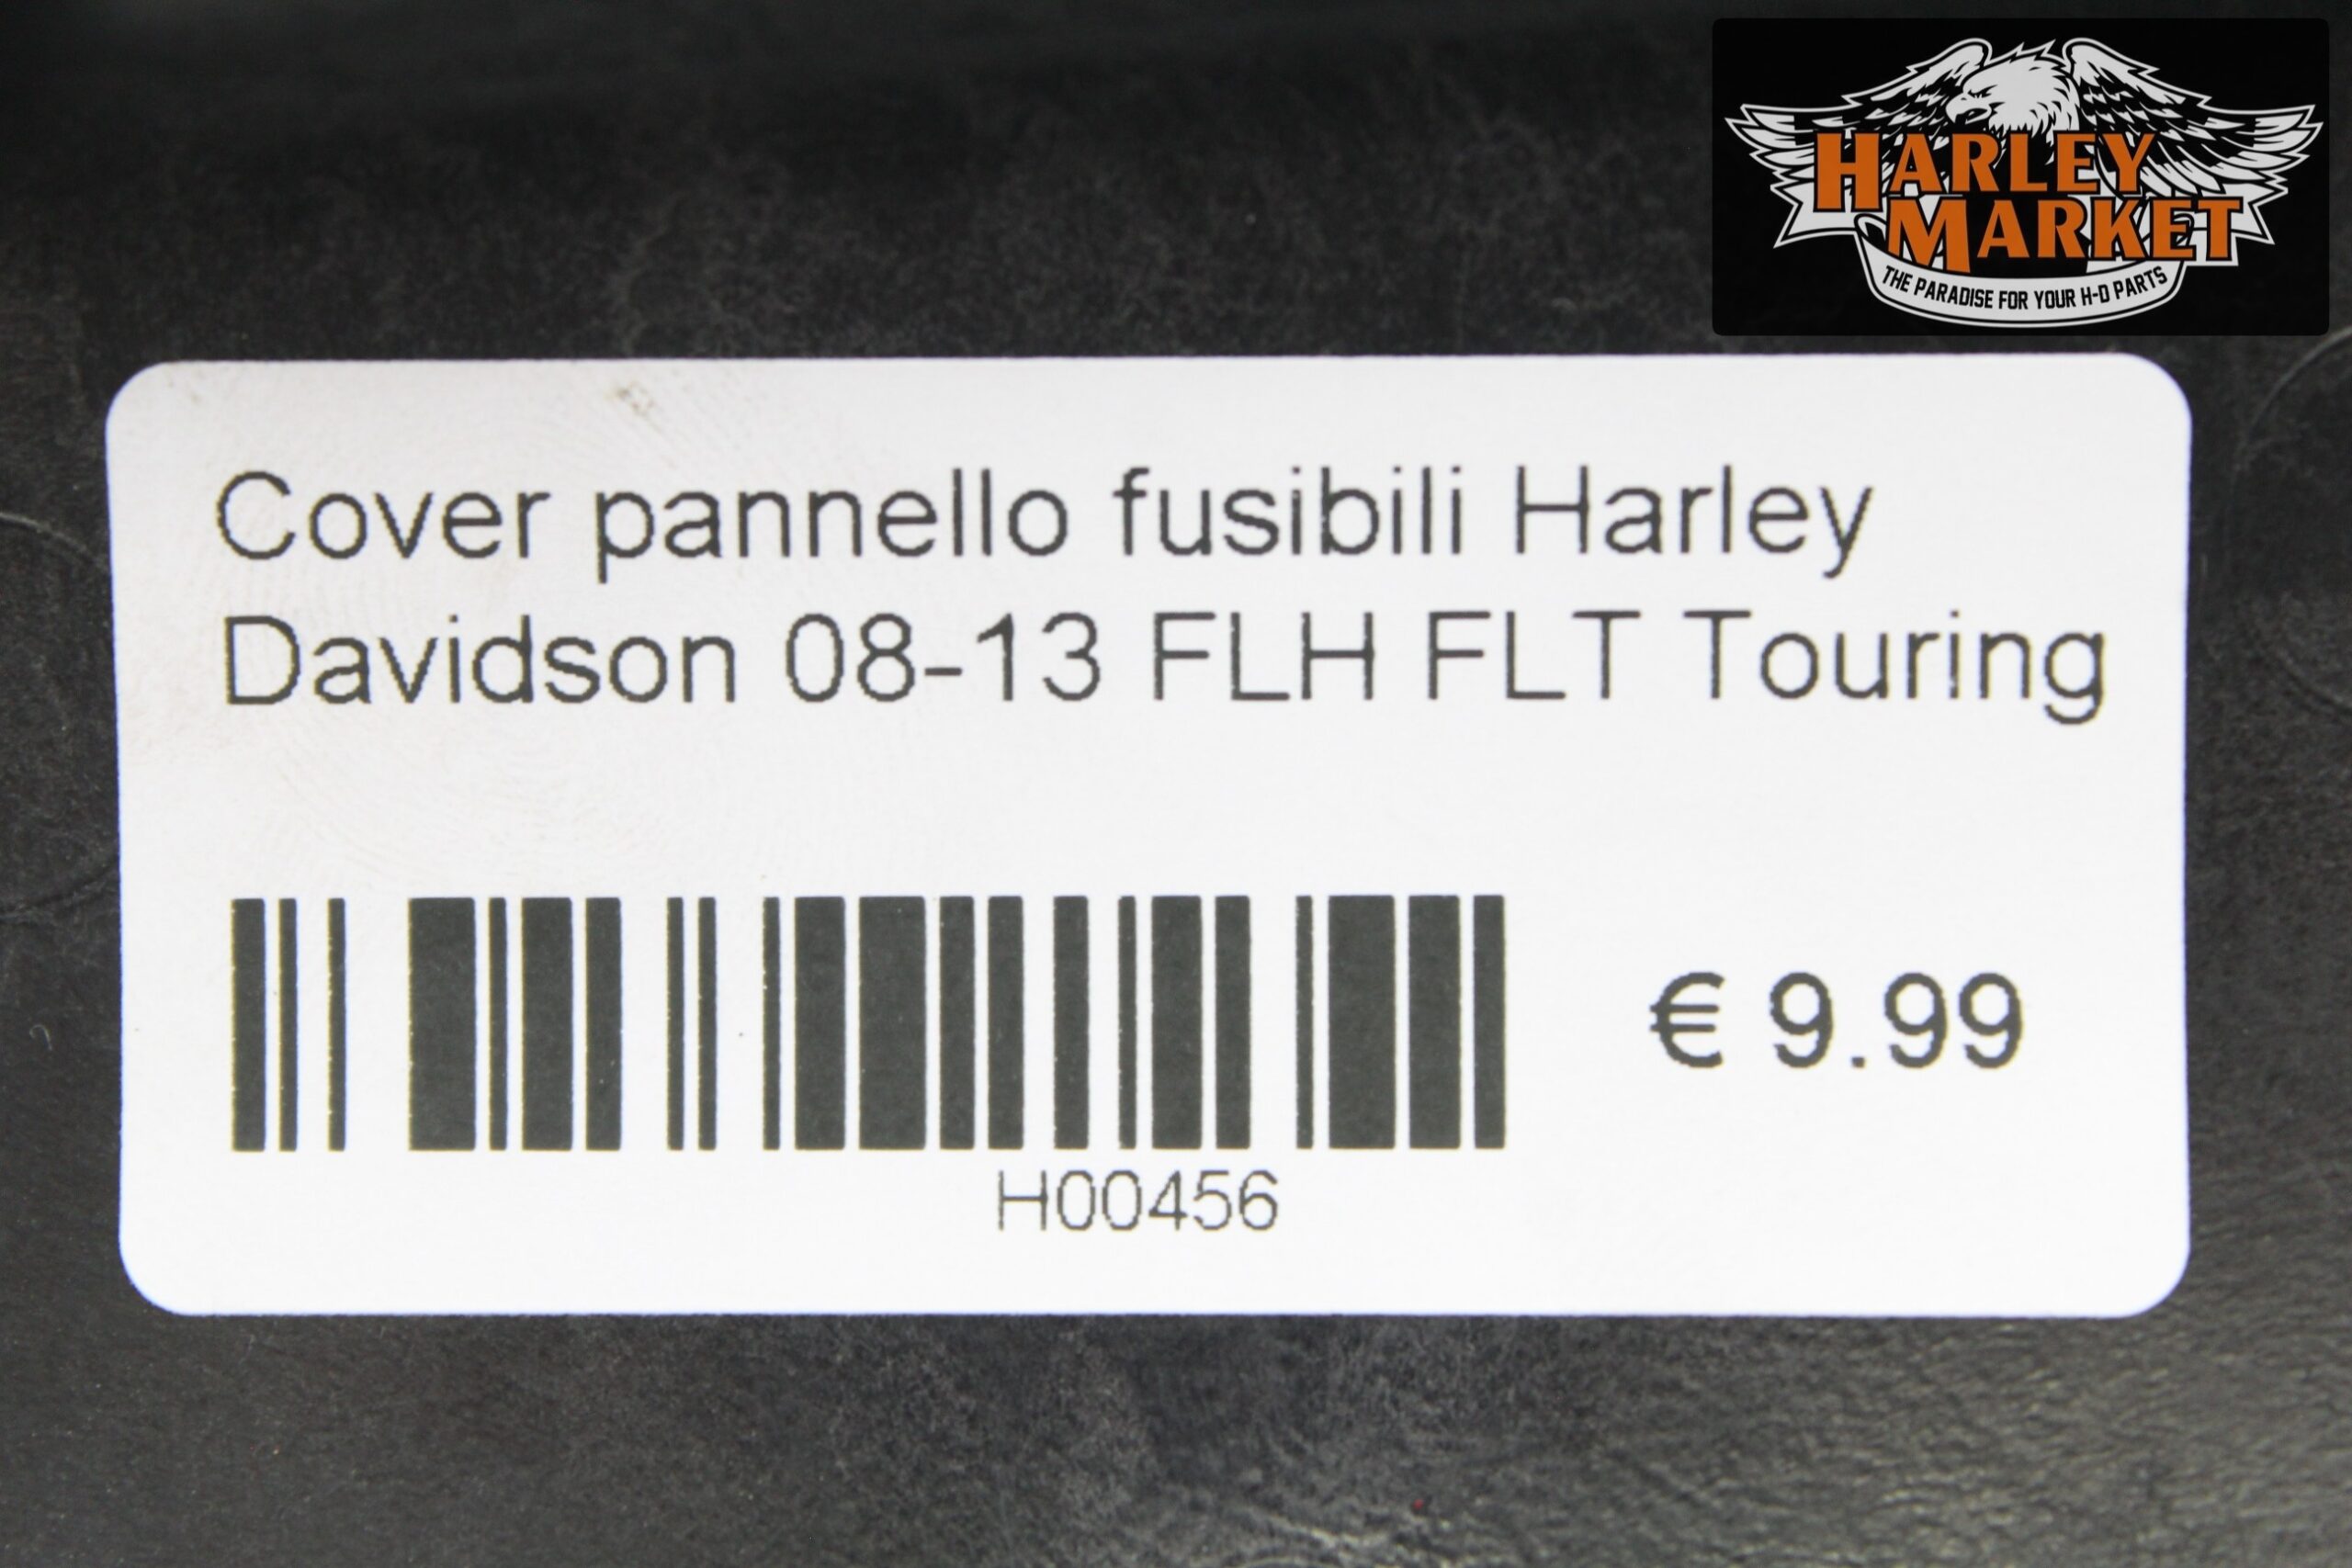 HARLEY
MARKET
THE PARADISE FOR YOUR H-D PARTS
Cover pannello fusibili Harley
Davidson 08-13 FLH FLT Touring
€ 9.99
H00456